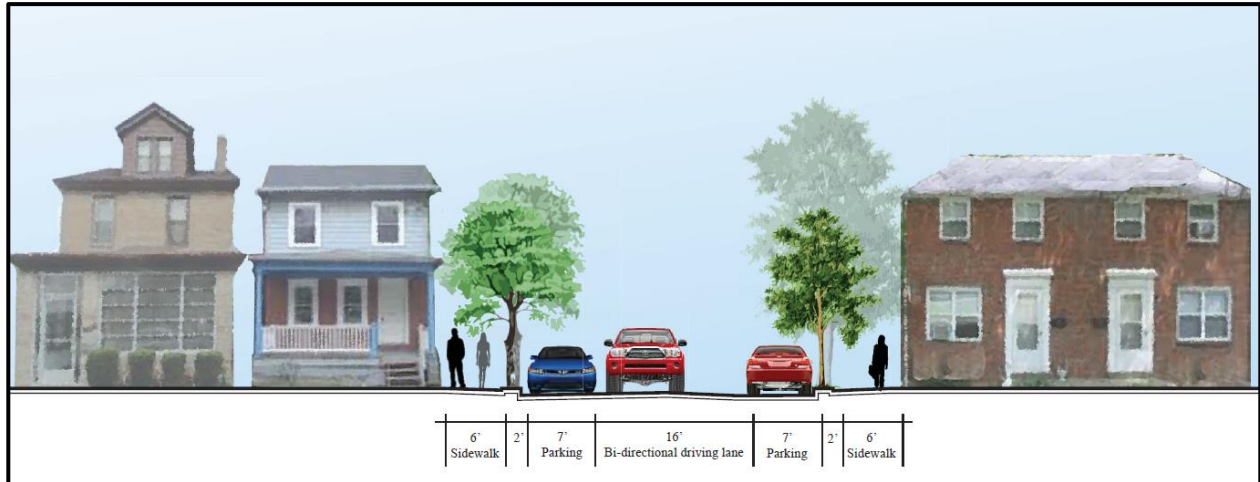 6’
Sidewalk
2’
7’
Parking
16’
Bi-directional driving lane
7’
Parking
2’
6’
Sidewalk